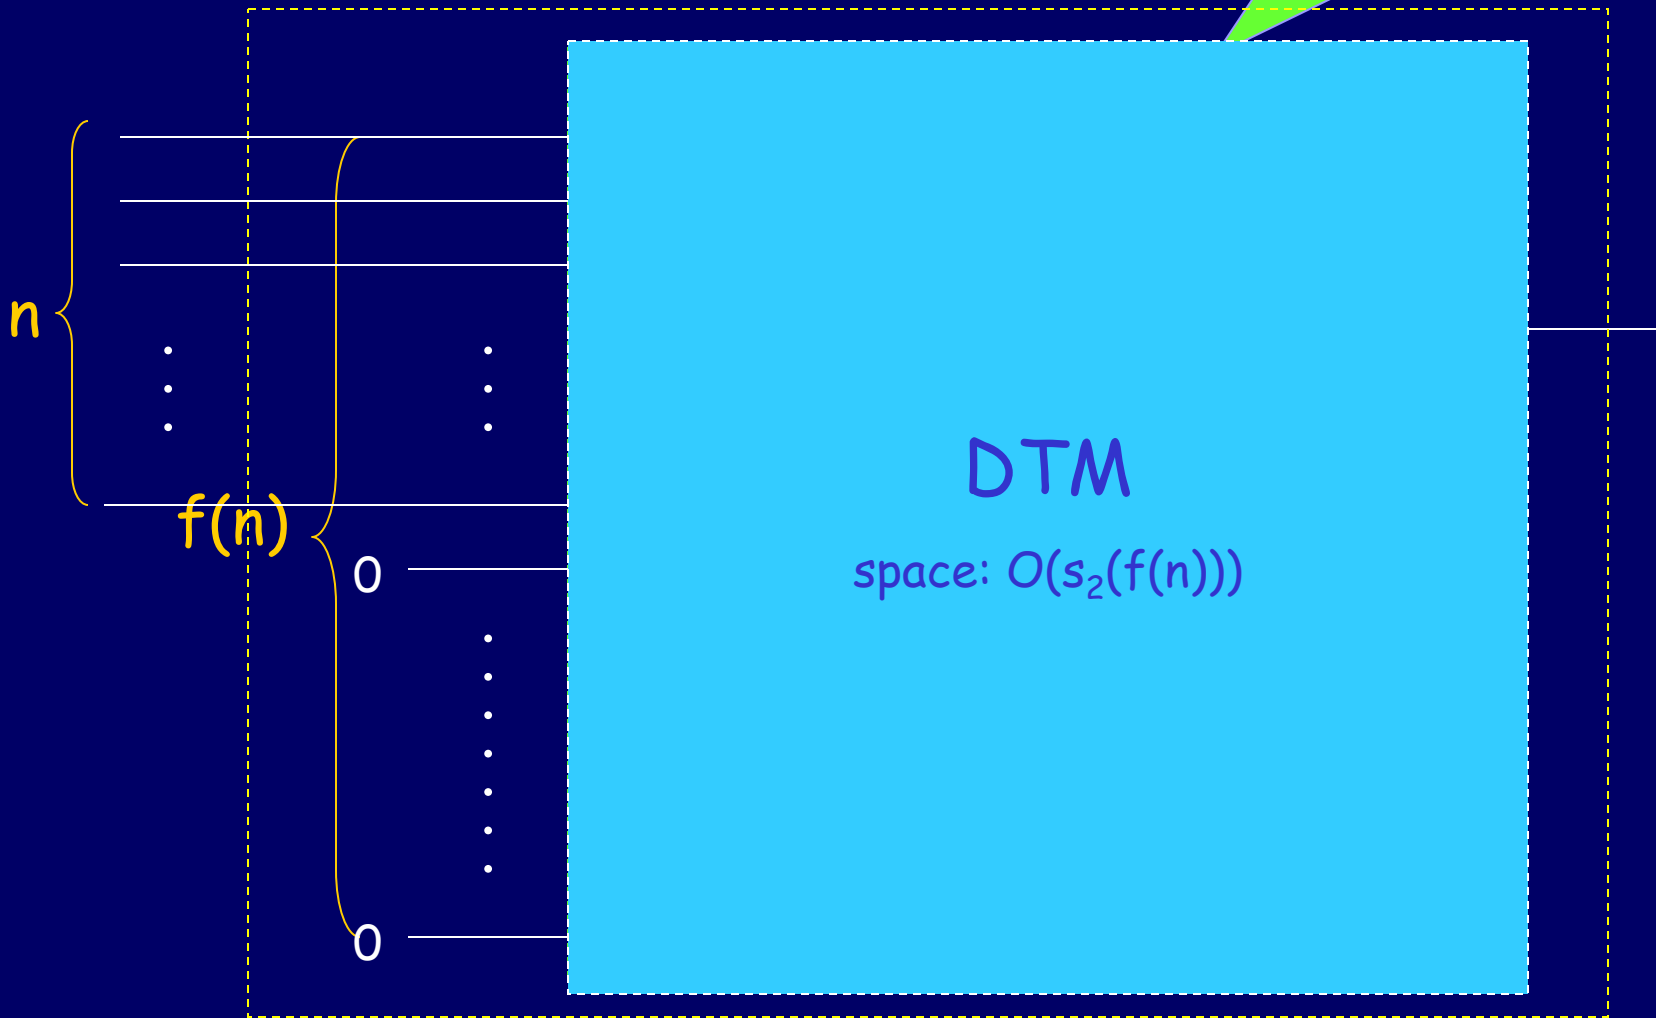 n
f(n)
0
0
DTM
space: O(s₂(f(n)))